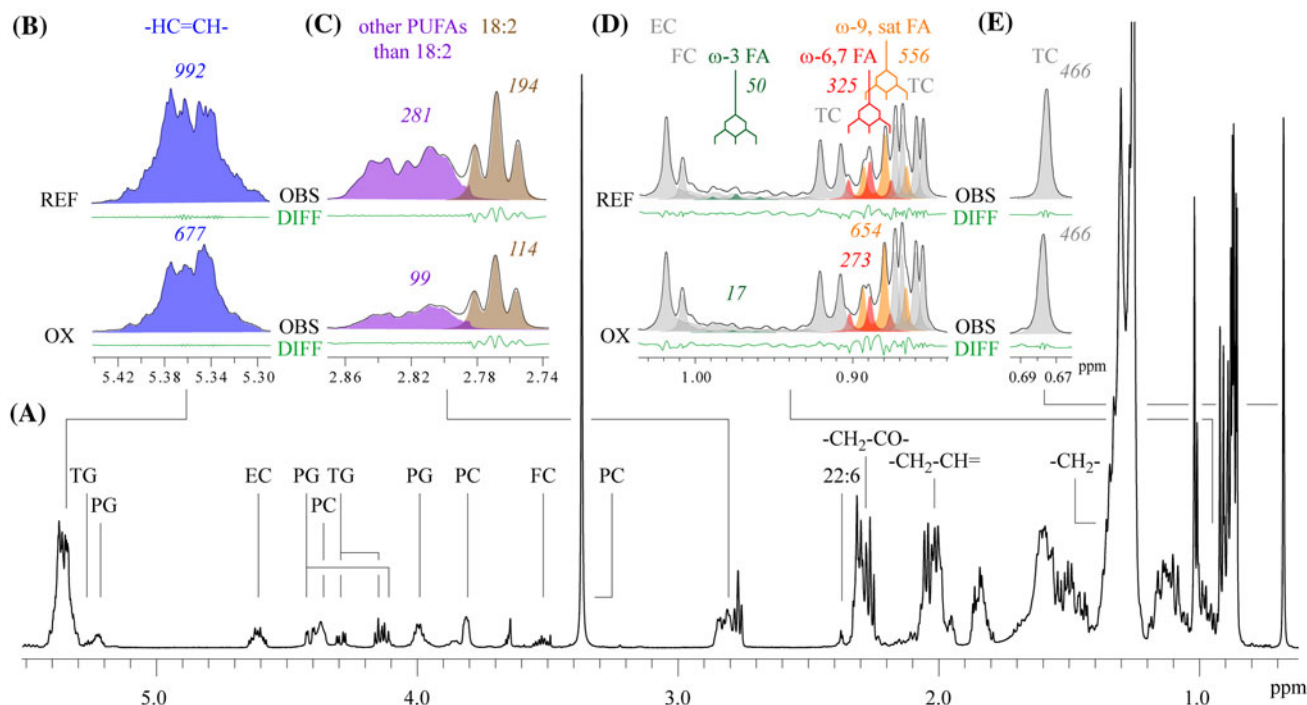 (B)
-HC=CH-
992
REF
677
OX
5.42 5.38 5.34 5.30
(C)
other PUFAs
than 18:2
18:2
281
194
OBS
DIFF
99
114
OBS
DIFF
2.86 2.82 2.78 2.74
(D)
EC
FC
ω-3 FA
50
ω-9, sat FA
556
ω-6,7 FA
325
TC
TC
REF
OBS
DIFF
17
654
273
OX
OBS
DIFF
1.00 0.90
(E)
TC
466
466
ppm
0.69 0.67
(A)
TG
PG
EC
PG
PC
TG
PG
PC
FC
PC
22:6
-CH2-CO-
-CH2-CH=
-CH2-
5.0 4.0 3.0 2.0 1.0 ppm